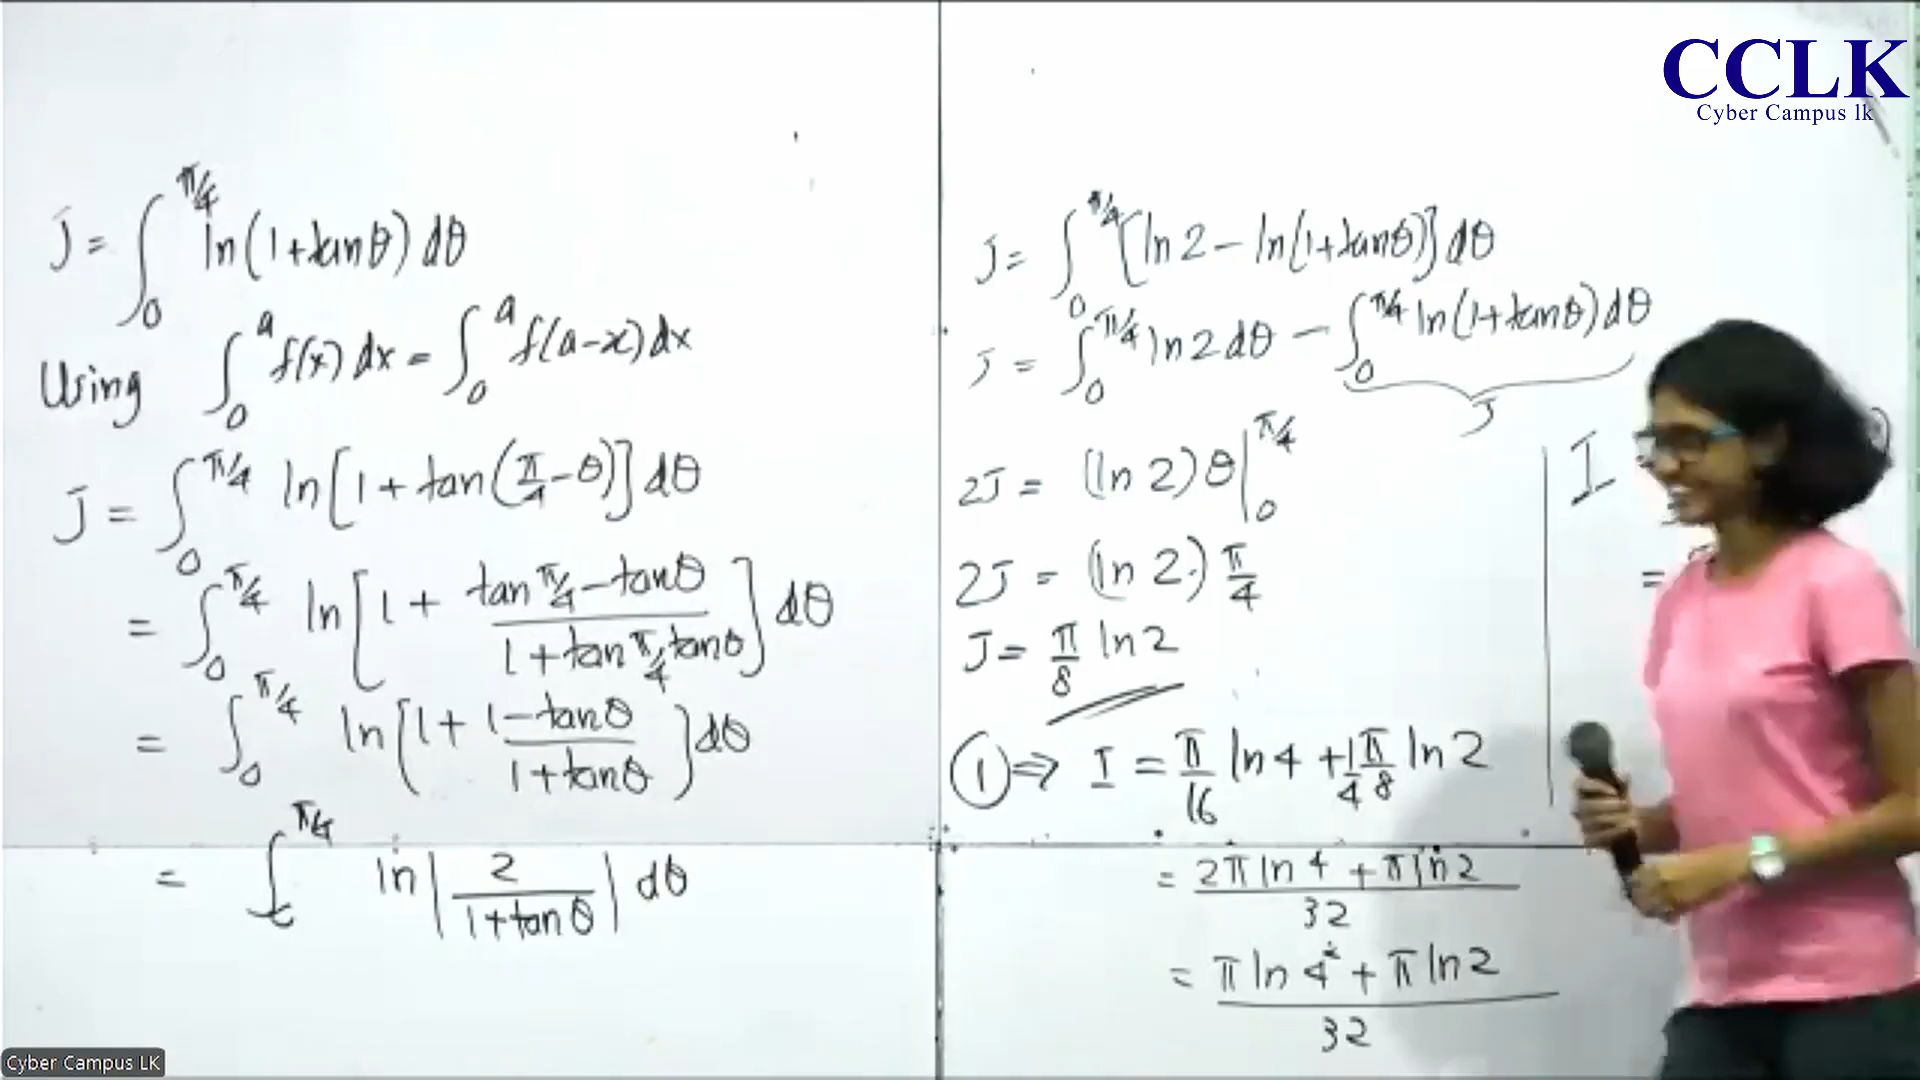 CCLK
Cyber Campus lk
J = ∫₀^{π/4} ln(1+tanθ) dθ
Using ∫₀^a f(x) dx = ∫₀^a f(a-x) dx
J = ∫₀^{π/4} ln[1 + tan(π/4 - θ)] dθ
= ∫₀^{π/4} ln[1 + (tan π/4 - tanθ)/(1 + tan π/4 tanθ)] dθ
= ∫₀^{π/4} ln[1 + (1 - tanθ)/(1 + tanθ)] dθ
= ∫^{π/4} ln|2/(1+tanθ)| dθ
J = ∫₀^{π/4} [ln 2 - ln(1+tanθ)] dθ
J = ∫₀^{π/4} ln 2 dθ - ∫₀^{π/4} ln(1+tanθ) dθ
J
2J = (ln 2) θ|₀^{π/4}
2J = (ln 2) π/4
J = π/8 ln 2
① ⇒ I = π/16 ln 4 + 1/4 π/8 ln 2
= (2π ln 4 + π ln 2)/32
= (π ln 4² + π ln 2)/32
I
=
Cyber Campus LK